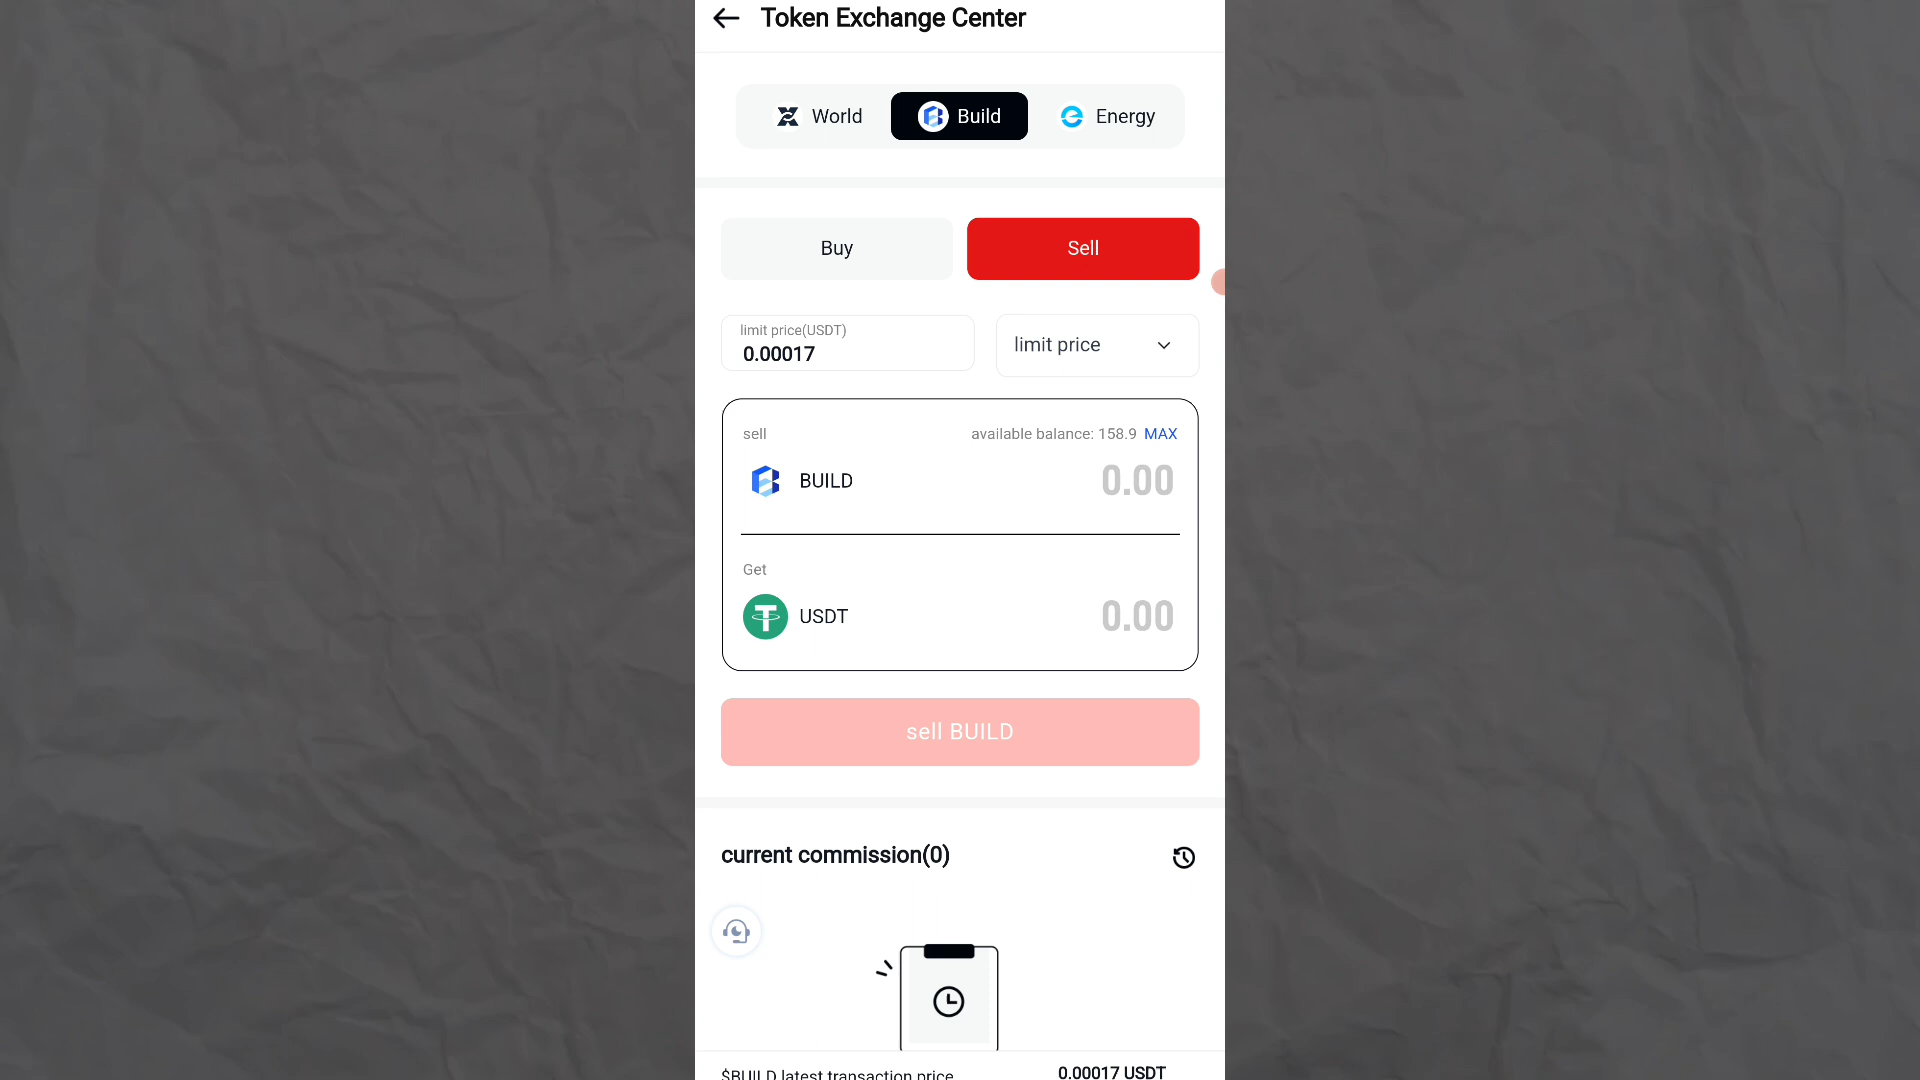 Token Exchange Center
World
Build
Energy
Buy
Sell
limit price(USDT)
0.00017
limit price
sell
available balance: 158.9 MAX
BUILD
0.00
Get
USDT
0.00
sell BUILD
current commission(0)
$BUILD latest transaction price
0.00017 USDT